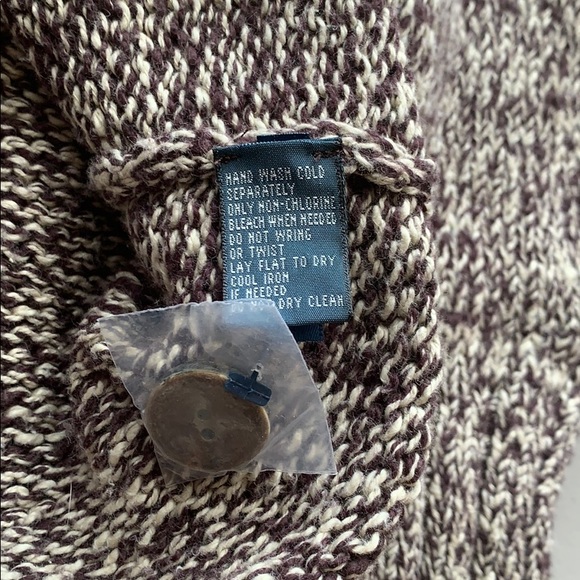 HAND WASH COLD
SEPARATELY
ONLY NON-CHLORINE
BLEACH WHEN NEEDED
DO NOT WRING
OR TWIST
LAY FLAT TO DRY
COOL IRON
IF NEEDED
DO NOT DRY CLEAN